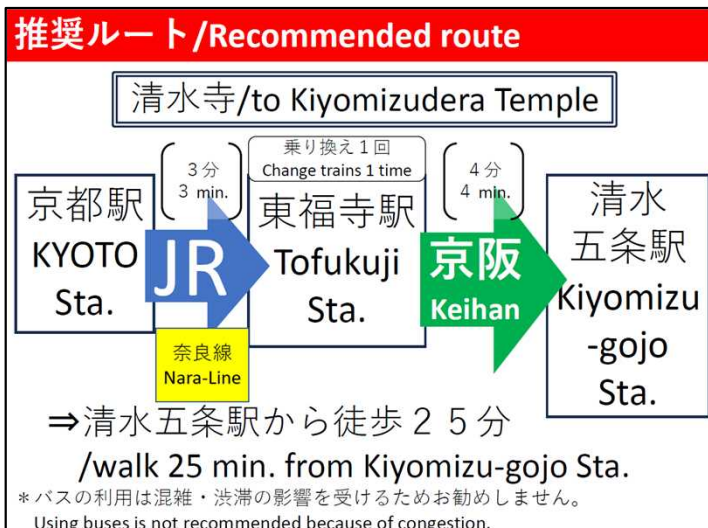 推奨ルート/Recommended route
清水寺/to Kiyomizudera Temple
3分
3 min.
乗り換え１回
Change trains 1 time
4分
4 min.
京都駅
KYOTO
Sta.
JR
奈良線
Nara-Line
東福寺駅
Tofukuji
Sta.
京阪
Keihan
清水
五条駅
Kiyomizu
-gojo
Sta.
⇒清水五条駅から徒歩２５分
/walk 25 min. from Kiyomizu-gojo Sta.
＊バスの利用は混雑・渋滞の影響を受けるためお勧めしません。
Using buses is not recommended because of congestion.